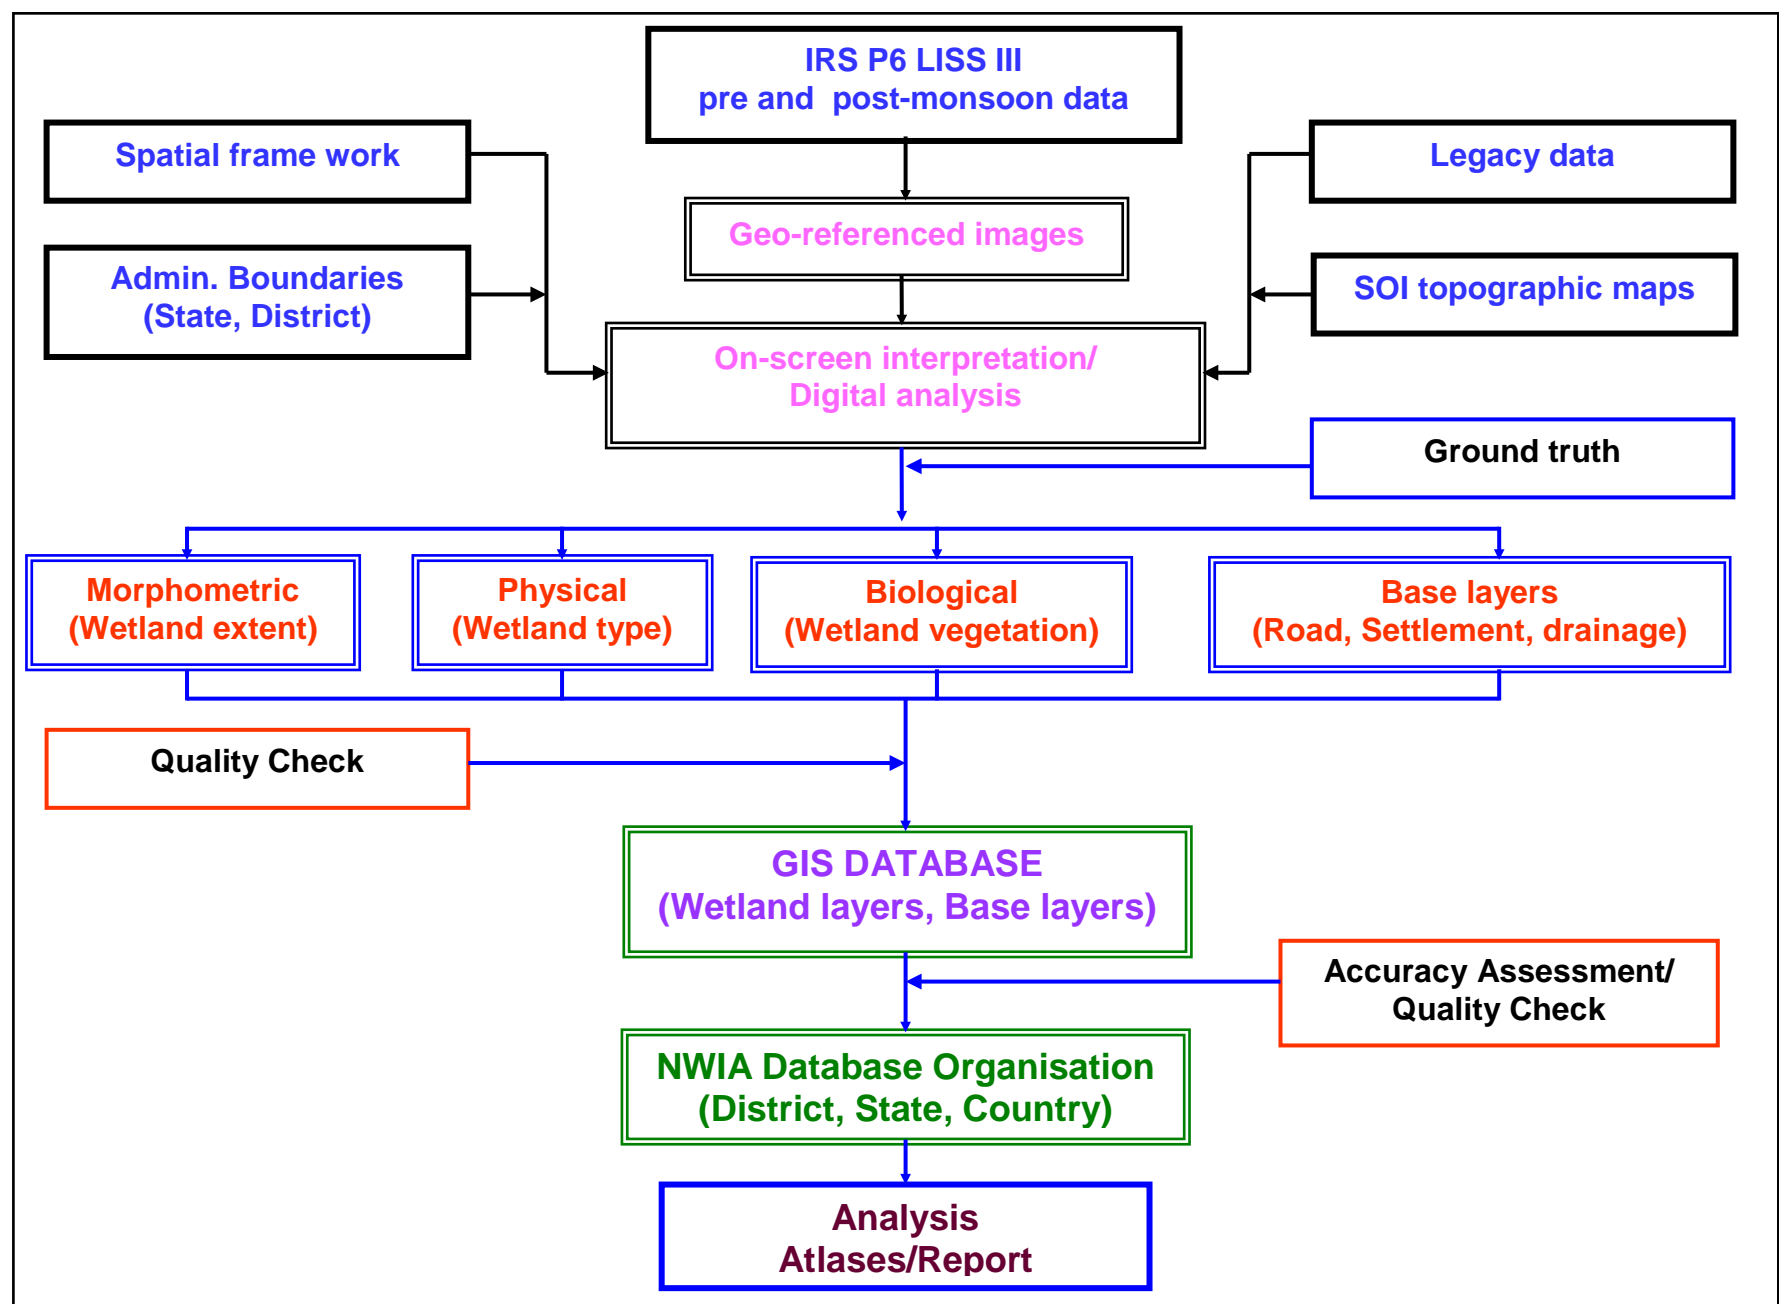 IRS P6 LISS III
pre and post-monsoon data
Spatial frame work
Legacy data
Geo-referenced images
Admin. Boundaries
(State, District)
SOI topographic maps
On-screen interpretation/
Digital analysis
Ground truth
Morphometric
(Wetland extent)
Physical
(Wetland type)
Biological
(Wetland vegetation)
Base layers
(Road, Settlement, drainage)
Quality Check
GIS DATABASE
(Wetland layers, Base layers)
Accuracy Assessment/
Quality Check
NWIA Database Organisation
(District, State, Country)
Analysis
Atlases/Report